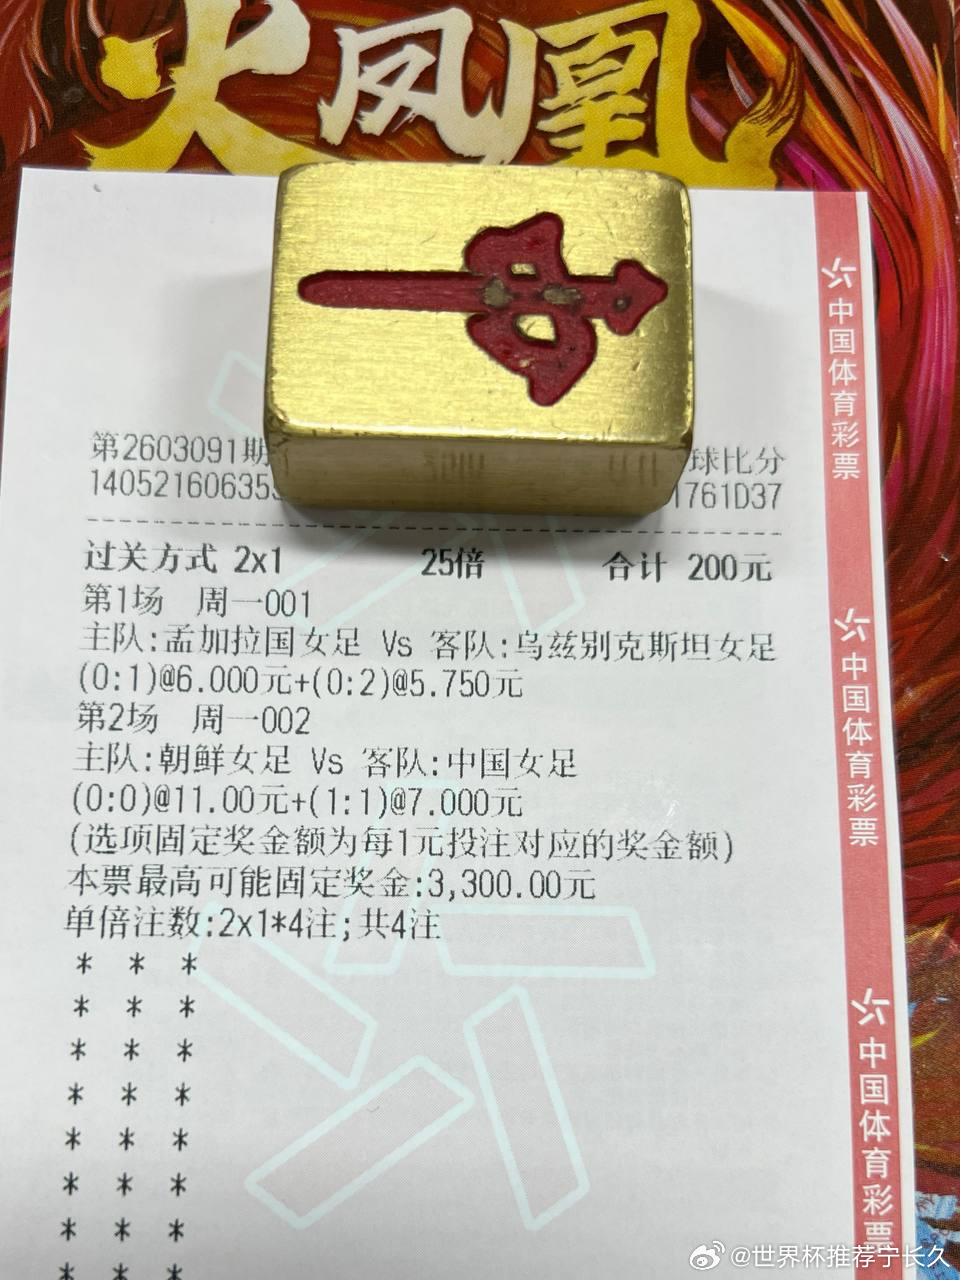 火凤凰
第2603091期 球比分
1405216063 1761D37
过关方式 2x1 25倍 合计 200元
第1场 周一001
主队:孟加拉国女足 Vs 客队:乌兹别克斯坦女足
(0:1)@6.000元+(0:2)@5.750元
第2场 周一002
主队:朝鲜女足 Vs 客队:中国女足
(0:0)@11.00元+(1:1)@7.000元
(选项固定奖金额为每1元投注对应的奖金额)
本票最高可能固定奖金:3,300.00元
单倍注数:2x1*4注;共4注
* * *
* * *
* * *
* * *
* * *
* * *
* * *
* * *
中国体育彩票
中国体育彩票
中国体育彩票
@世界杯推荐宁长久